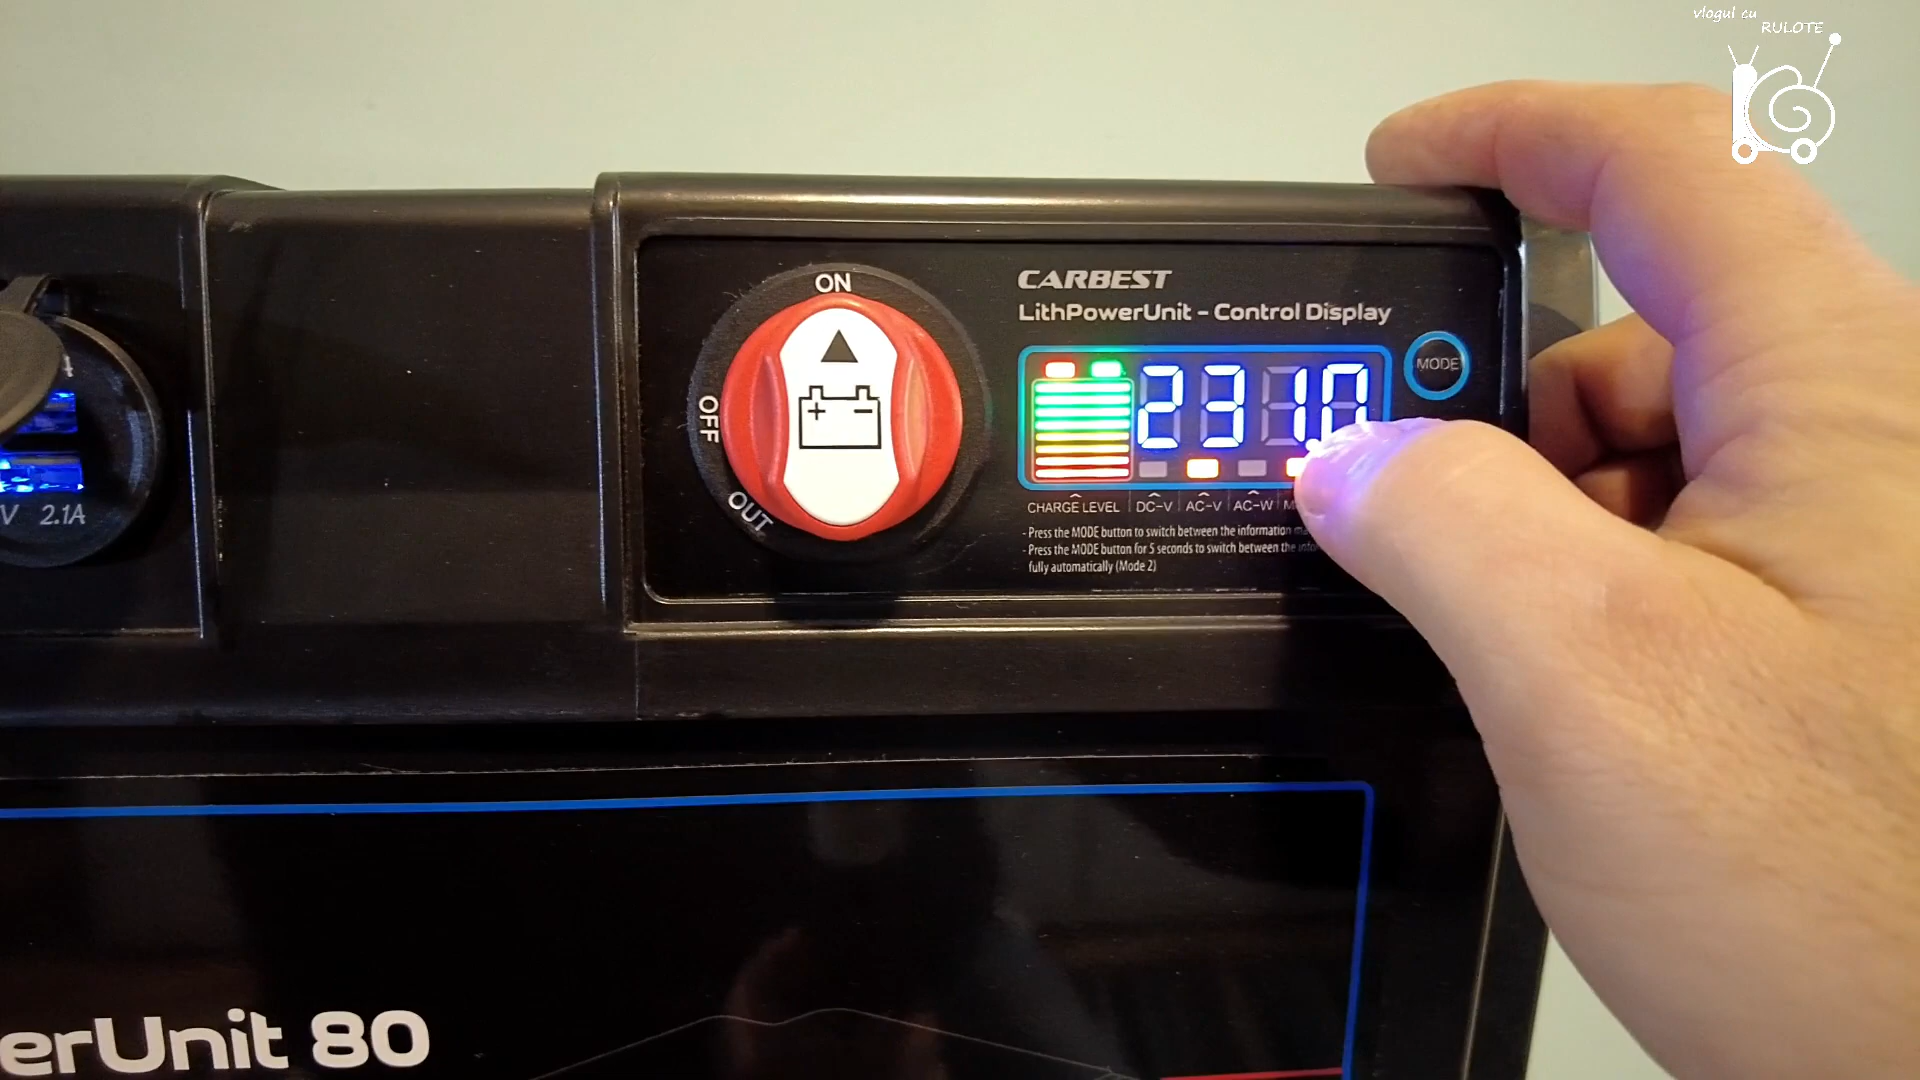 vlogul cu
RULOTE
ON
OFF
OUT
CARBEST
LithPowerUnit - Control Display
MODE
231.0
CHARGE LEVEL
DC~V
AC~V
AC~W
- Press the MODE button to switch between the information
- Press the MODE button for 5 seconds to switch between the
fully automatically (Mode 2)
V 2.1A
erUnit 80